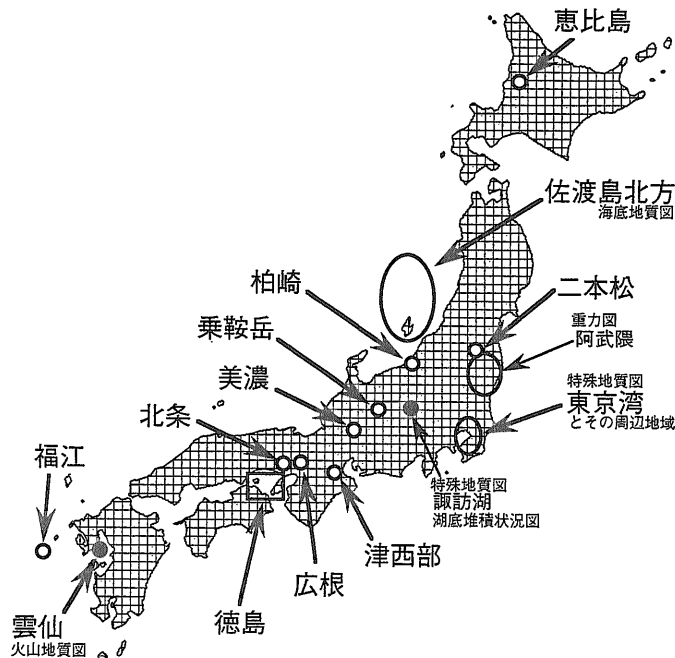 恵比島
佐渡島北方
海底地質図
柏崎
二本松
乗鞍岳
重力図
阿武隈
美濃
特殊地質図
東京湾
とその周辺地域
北条
福江
特殊地質図
諏訪湖
湖底堆積状況図
津西部
広根
徳島
雲仙
火山地質図